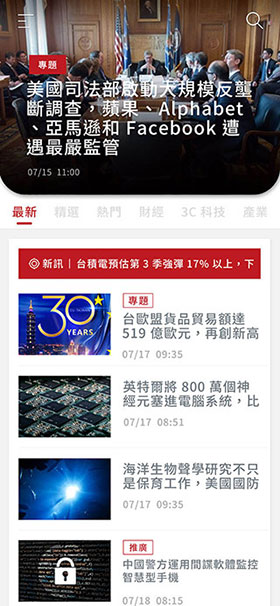 專題
美國司法部啟動大規模反壟
斷調查，蘋果、Alphabet
、亞馬遜和 Facebook 遭
遇最嚴監管
07/15 11:00
最新 精選 熱門 財經 3C 科技 產業
新訊｜台積電預估第 3 季強彈 17% 以上，下
30
YEARS
專題
台歐盟貨品貿易額達
519 億歐元，再創新高
07/17 09:35
英特爾將 800 萬個神
經元塞進電腦系統，比
07/17 08:51
海洋生物聲學研究不只
是保育工作，美國國防
07/17 09:35
推廣
中國警方運用間諜軟體監控
智慧型手機
07/18 08:15